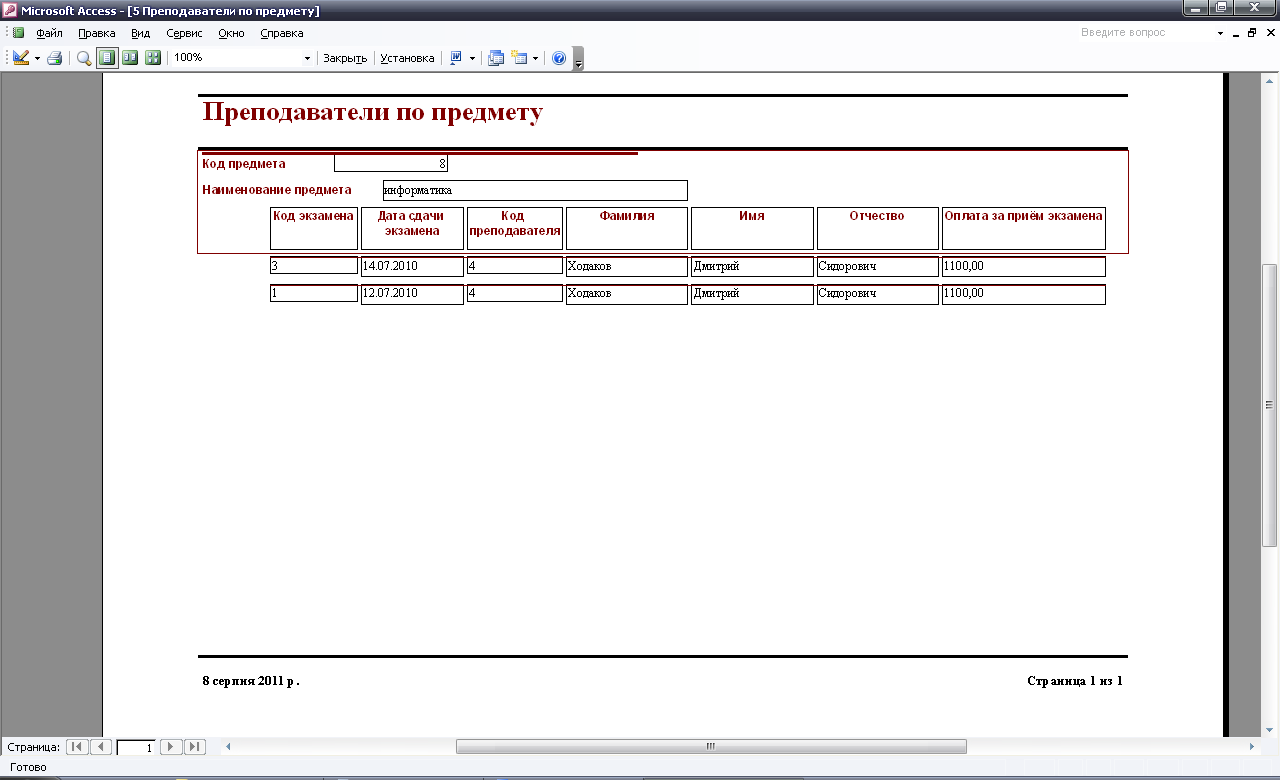 Microsoft Access - [5 Преподаватели по предмету]
Файл Правка Вид Сервис Окно Справка Введите вопрос
100% Закрыть Установка
Преподаватели по предмету
Код предмета 8
Наименование предмета информатика
Код экзамена Дата сдачи экзамена Код преподавателя Фамилия Имя Отчество Оплата за приём экзамена
3 14.07.2010 4 Ходаков Дмитрий Сидорович 1100,00
1 12.07.2010 4 Ходаков Дмитрий Сидорович 1100,00
8 серпня 2011 р. Страница 1 из 1
Страница: 1
Готово